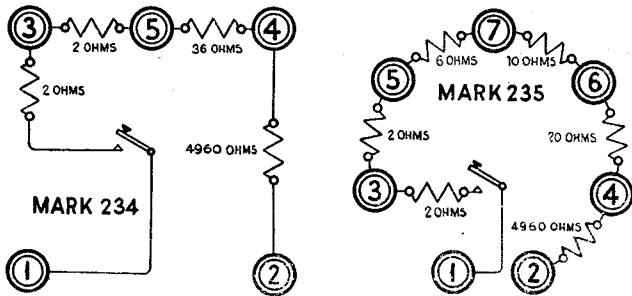 3
2 OHMS
5
36 OHMS
4
2 OHMS
4960 OHMS
MARK 234
1
2
7
6 OHMS
10 OHMS
5
6
MARK 235
2 OHMS
20 OHMS
3
2 OHMS
4
4960 OHMS
1
2